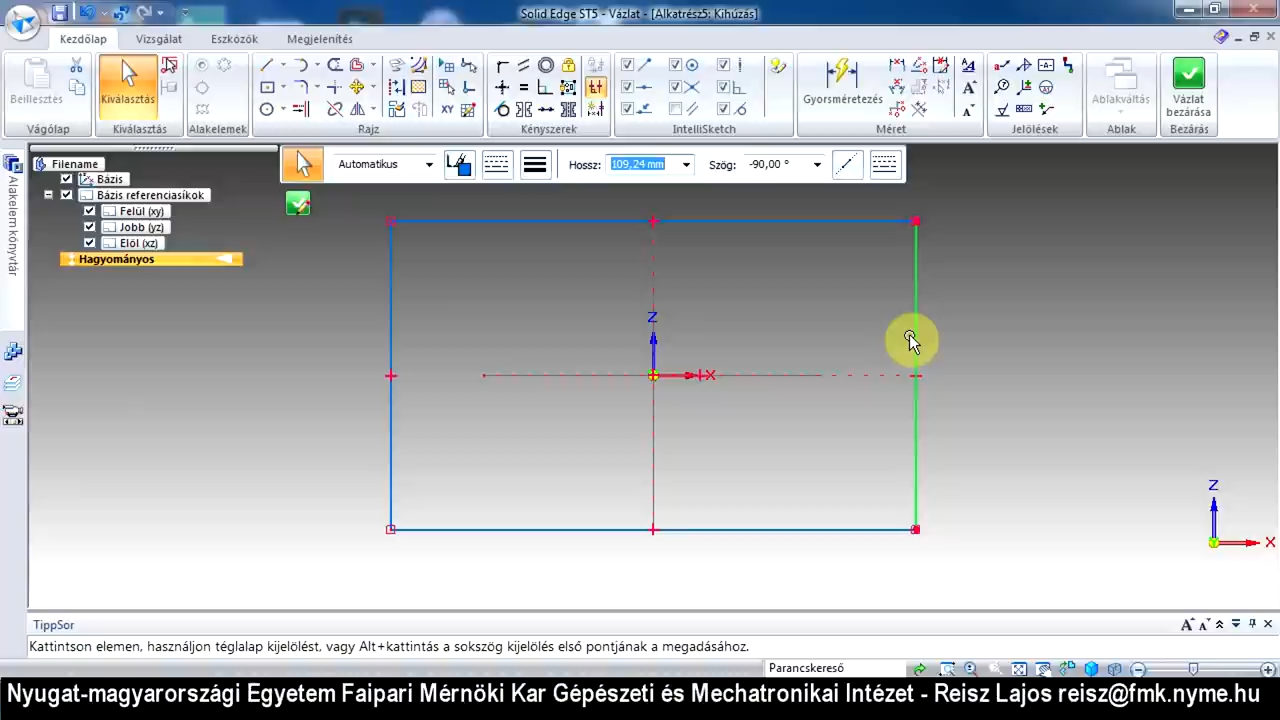 Solid Edge ST5 - Vázlat - [Alkatrész5: Kihúzás]
Kezdőlap Vizsgálat Eszközök Megjelenítés
Beillesztés
Kiválasztás
XY
Gyorsméretezés
Ablakváltás
Vázlat bezárása
Vágólap Kiválasztás Alakelemek Rajz Kényszerek IntelliSketch Méret Jelölések Ablak Bezárás
Automatikus Hossz: 109,24 mm Szög: -90,00 °
Alakelem könyvtár
Filename
Bázis
Bázis referenciasíkok
Felül (xy)
Jobb (yz)
Elöl (xz)
Hagyományos
Z
X
Z
X
TippSor
Kattintson elemen, használjon téglalap kijelölést, vagy Alt+kattintás a sokszög kijelölés első pontjának a megadásához.
Parancskereső
Nyugat-magyarországi Egyetem Faipari Mérnöki Kar Gépészeti és Mechatronikai Intézet - Reisz Lajos reisz@fmk.nyme.hu